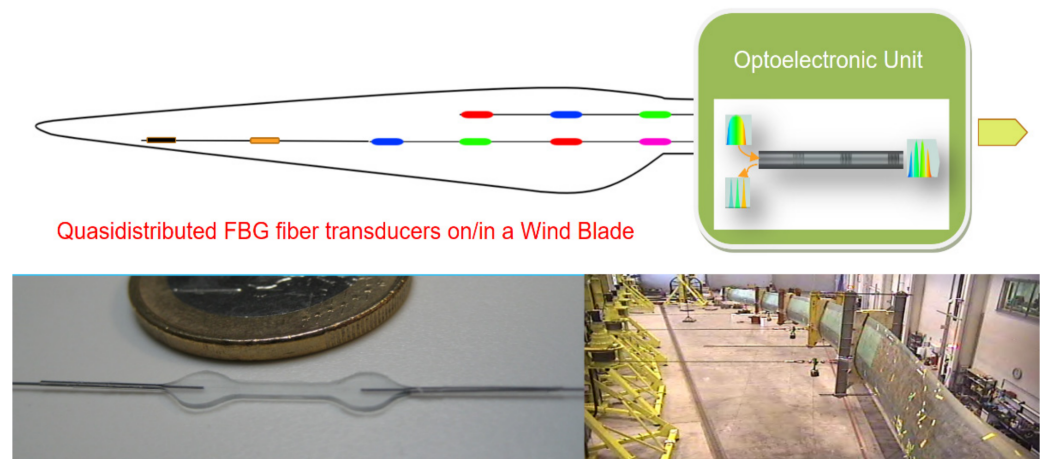 Optoelectronic Unit
Quasidistributed FBG fiber transducers on/in a Wind Blade